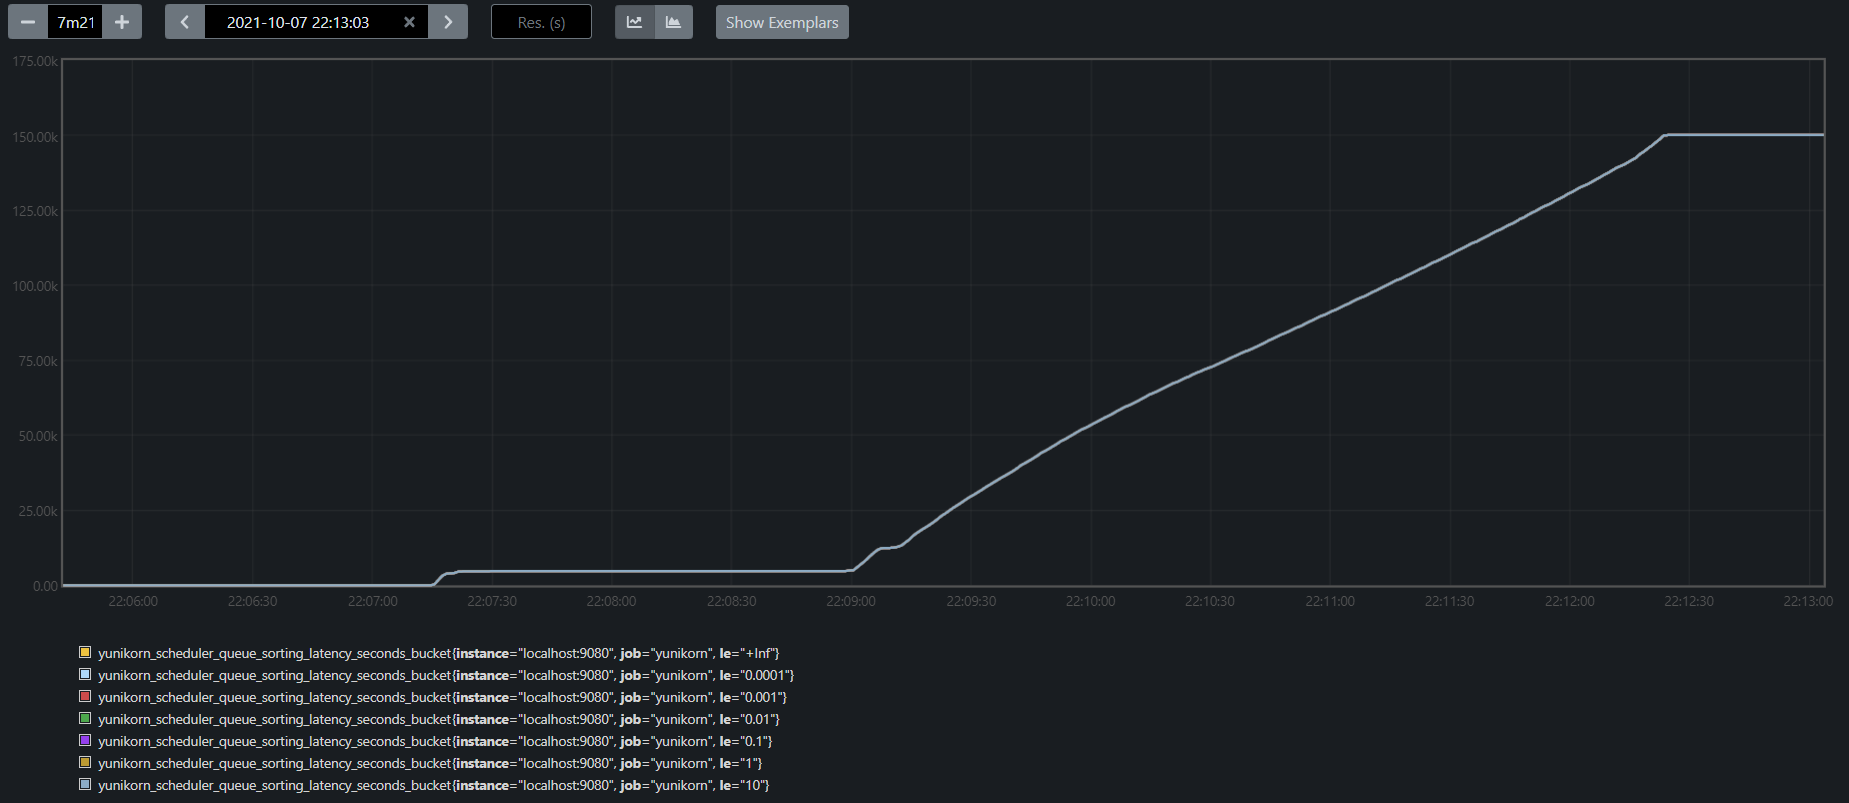 7m21 2021-10-07 22:13:03 Res. (s) Show Exemplars
175.00k
150.00k
125.00k
100.00k
75.00k
50.00k
25.00k
0.00
22:06:00 22:06:30 22:07:00 22:07:30 22:08:00 22:08:30 22:09:00 22:09:30 22:10:00 22:10:30 22:11:00 22:11:30 22:12:00 22:12:30 22:13:00
yunikorn_scheduler_queue_sorting_latency_seconds_bucket{instance="localhost:9080", job="yunikorn", le="+Inf"}
yunikorn_scheduler_queue_sorting_latency_seconds_bucket{instance="localhost:9080", job="yunikorn", le="0.0001"}
yunikorn_scheduler_queue_sorting_latency_seconds_bucket{instance="localhost:9080", job="yunikorn", le="0.001"}
yunikorn_scheduler_queue_sorting_latency_seconds_bucket{instance="localhost:9080", job="yunikorn", le="0.01"}
yunikorn_scheduler_queue_sorting_latency_seconds_bucket{instance="localhost:9080", job="yunikorn", le="0.1"}
yunikorn_scheduler_queue_sorting_latency_seconds_bucket{instance="localhost:9080", job="yunikorn", le="1"}
yunikorn_scheduler_queue_sorting_latency_seconds_bucket{instance="localhost:9080", job="yunikorn", le="10"}